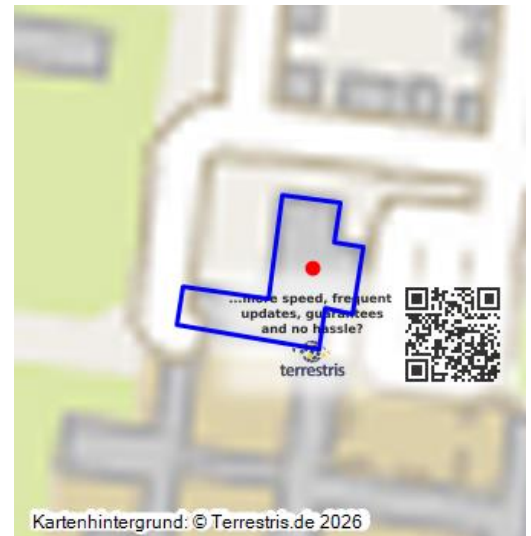 ...more speed, frequent
updates, guarantees
and no hassle?
terrestris
Kartenhintergrund: © Terrestris.de 2026